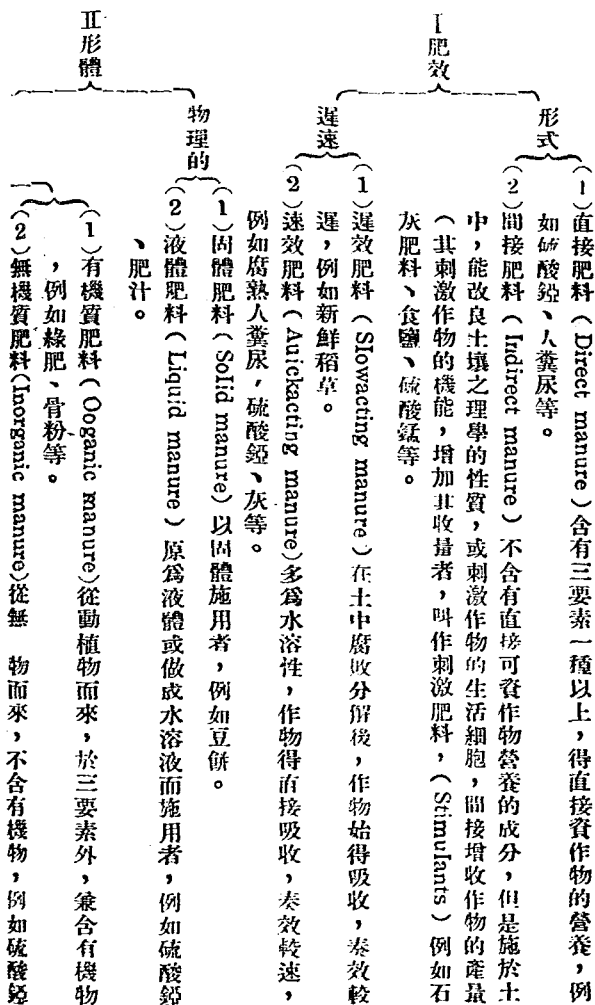 I肥效
形式
(1)直接肥料(Direct manure)含有三要素一種以上,得直接資作物的營養,例
如硫酸錏、人糞尿等。
(2)間接肥料(Indirect manure)不含有直接可資作物營養的成分,但是施於土
中,能改良土壤之理學的性質,或刺激作物的生活細胞,間接增收作物的產量
(其刺激作物的機能,增加其收量者,叫作刺激肥料,(Stimulants)例如石
灰肥料、食鹽、硫酸錳等。
遲速
(1)遲效肥料(Slowacting manure)在土中腐敗分解後,作物始得吸收,奏效較
遲,例如新鮮稻草。
(2)速效肥料(Auickacting manure)多爲水溶性,作物得直接吸收,奏效較速,
例如腐熟人糞尿,硫酸錏、灰等。
II形體
物理的
(1)固體肥料(Solid manure)以固體施用者,例如豆餅。
(2)液體肥料(Liquid manure)原爲液體或做成水溶液而施用者,例如硫酸錏
、肥汁。
(1)有機質肥料(Ooganic manure)從動植物而來,於三要素外,兼含有機物
,例如綠肥、骨粉等。
(2)無機質肥料(Inorganic manure)從無 物而來,不含有機物,例如硫酸錏